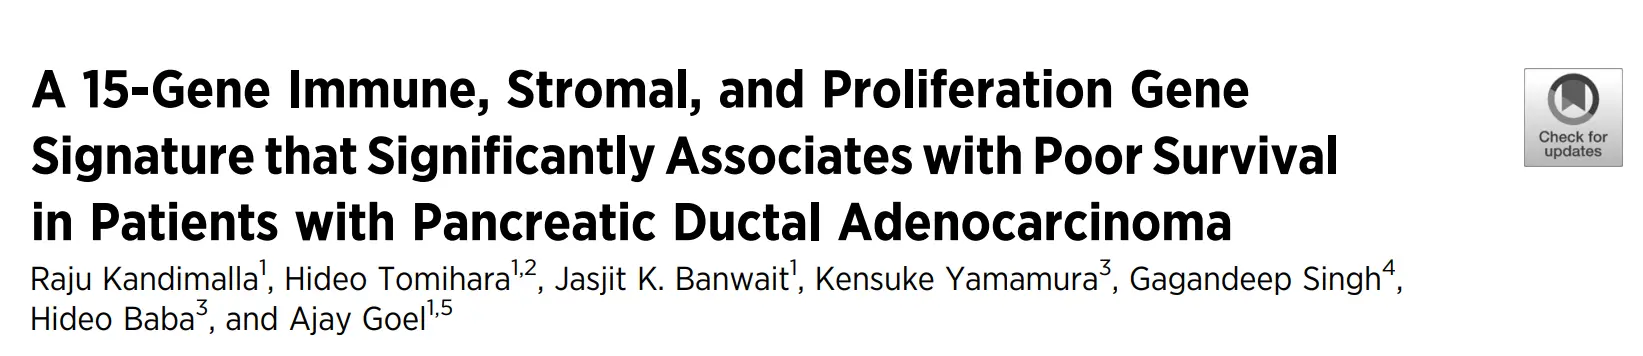 A 15-Gene Immune, Stromal, and Proliferation Gene
Signature that Significantly Associates with Poor Survival
in Patients with Pancreatic Ductal Adenocarcinoma
Raju Kandimalla1, Hideo Tomihara1,2, Jasjit K. Banwait1, Kensuke Yamamura3, Gagandeep Singh4,
Hideo Baba3, and Ajay Goel1,5
Check for
updates